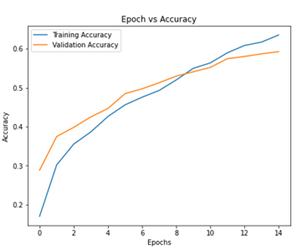 Epoch vs Accuracy
Training Accuracy
Validation Accuracy
0.6
0.5
0.4
0.3
0.2
Accuracy
0 2 4 6 8 10 12 14
Epochs